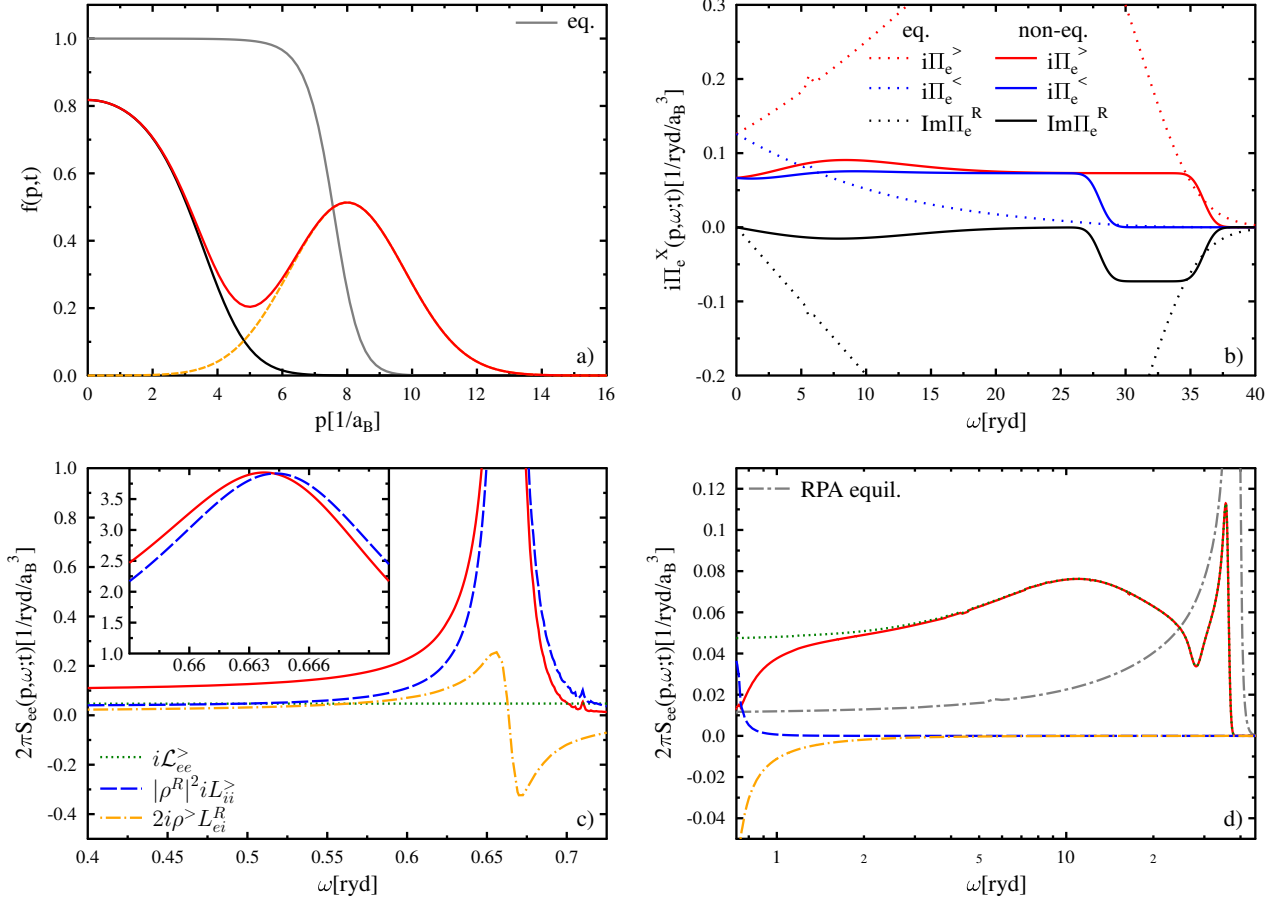 eq.
1.0
0.8
0.6
0.4
0.2
0.0
f(p,t)
0 2 4 6 8 10 12 14 16
p[1/a_B]
a)
eq. non-eq.
iΠ_e^> iΠ_e^>
iΠ_e^< iΠ_e^<
ImΠ_e^R ImΠ_e^R
0.3
0.2
0.1
0.0
-0.1
-0.2
iΠ_e^X(p,ω;t)[1/ryd/a_B^3]
0 5 10 15 20 25 30 35 40
ω[ryd]
b)
1.0
0.8
0.6
0.4
0.2
0.0
-0.2
-0.4
2πS_ee(p,ω;t)[1/ryd/a_B^3]
3.5
3.0
2.5
2.0
1.5
1.0
0.66 0.663 0.666
iℒ_ee^>
|ρ^R|^2 iL_ii^>
2iρ^> L_ei^R
0.4 0.45 0.5 0.55 0.6 0.65 0.7
ω[ryd]
c)
RPA equil.
0.12
0.10
0.08
0.06
0.04
0.02
0.00
-0.02
-0.04
2πS_ee(p,ω;t)[1/ryd/a_B^3]
1 2 5 10 2
ω[ryd]
d)